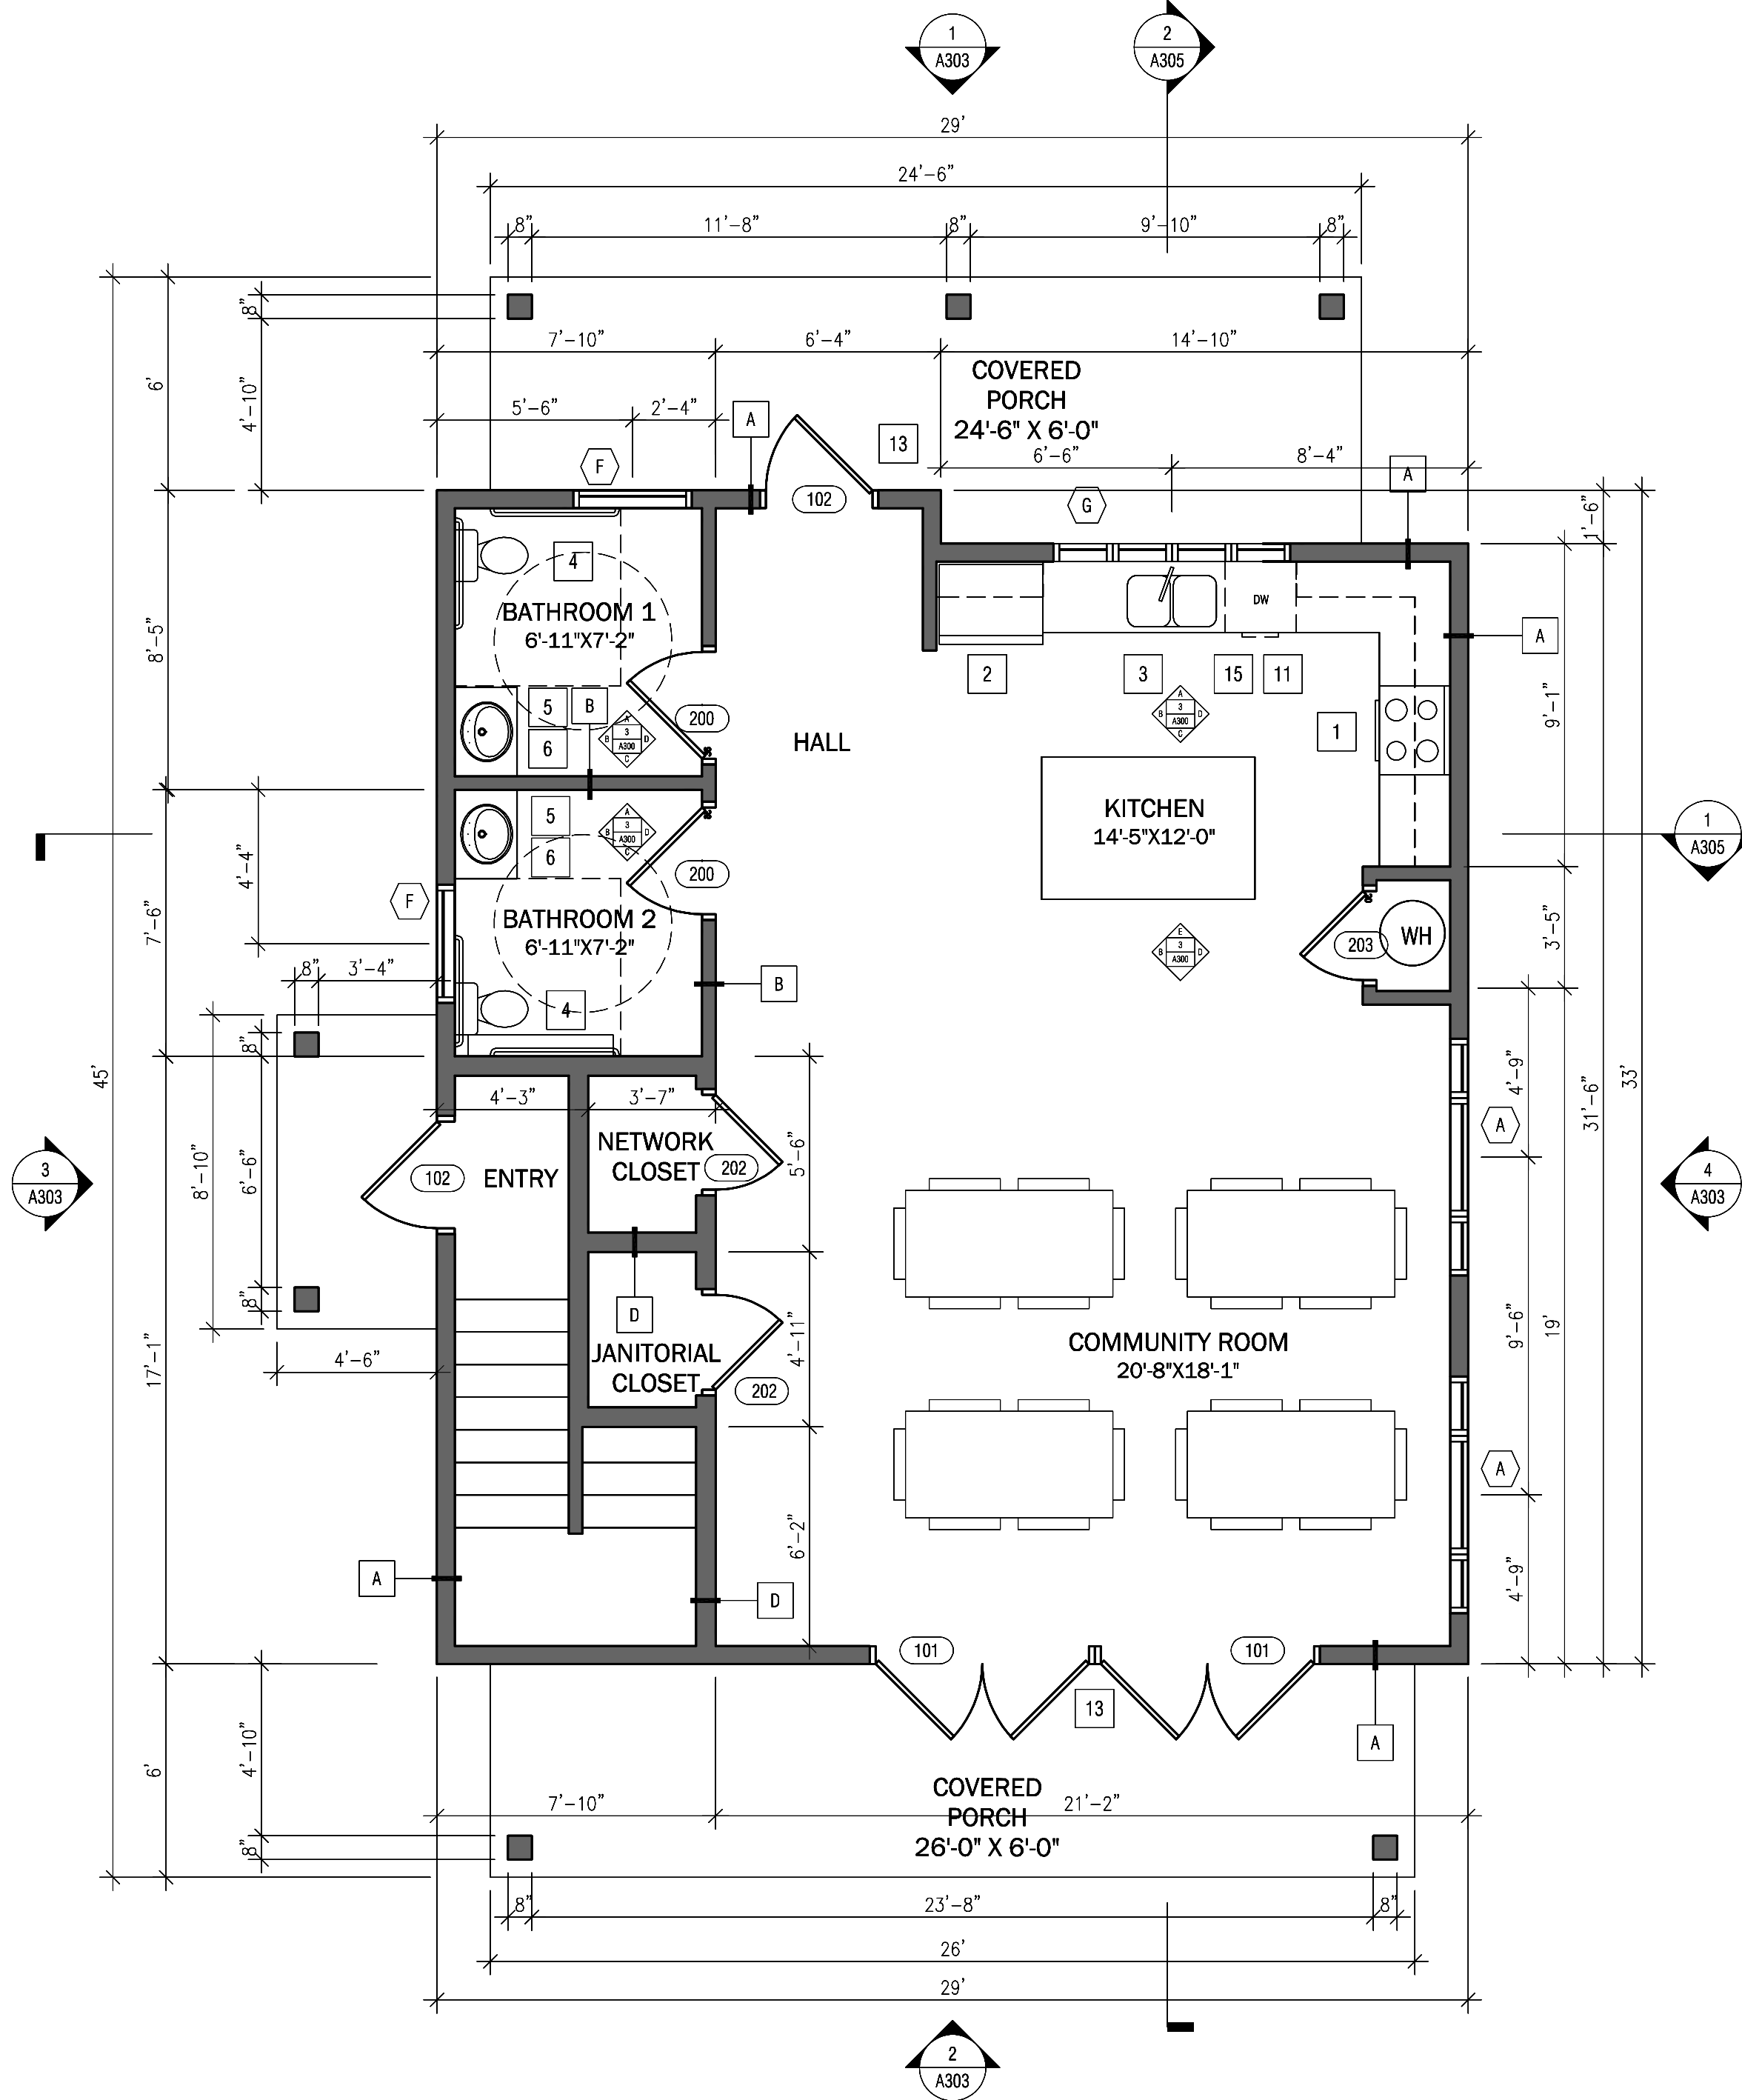 1
A303
2
A305
29'
24'-6"
8"
11'-8"
8"
9'-10"
8"
8"
7'-10"
6'-4"
14'-10"
COVERED
PORCH
24'-6" X 6'-0"
6'
4'-10"
5'-6"
2'-4"
A
13
6'-6"
8'-4"
F
102
G
A
1'-6"
4
BATHROOM 1
6'-11"X7'-2"
DW
8'-5"
A
2
3
15
11
5
B
6
200
A
3
A300
B
D
C
A
3
A300
B
D
C
HALL
1
9'-1"
KITCHEN
14'-5"X12'-0"
5
6
A
3
A300
B
D
C
200
1
A305
4'-4"
7'-6"
F
BATHROOM 2
6'-11"X7'-2"
203
WH
3'-5"
E
3
A300
B
D
8"
3'-4"
4
B
8"
45'
4'-9"
31'-6"
33'
4'-3"
3'-7"
A
NETWORK
CLOSET
202
5'-6"
102
ENTRY
3
A303
8'-10"
6'-6"
4
A303
8"
D
9'-6"
19'
17'-1"
4'-6"
JANITORIAL
CLOSET
202
4'-11"
COMMUNITY ROOM
20'-8"X18'-1"
A
6'-2"
4'-9"
A
D
101
101
13
A
6'
4'-10"
COVERED
PORCH
26'-0" X 6'-0"
7'-10"
21'-2"
8"
8"
23'-8"
8"
26'
29'
2
A303